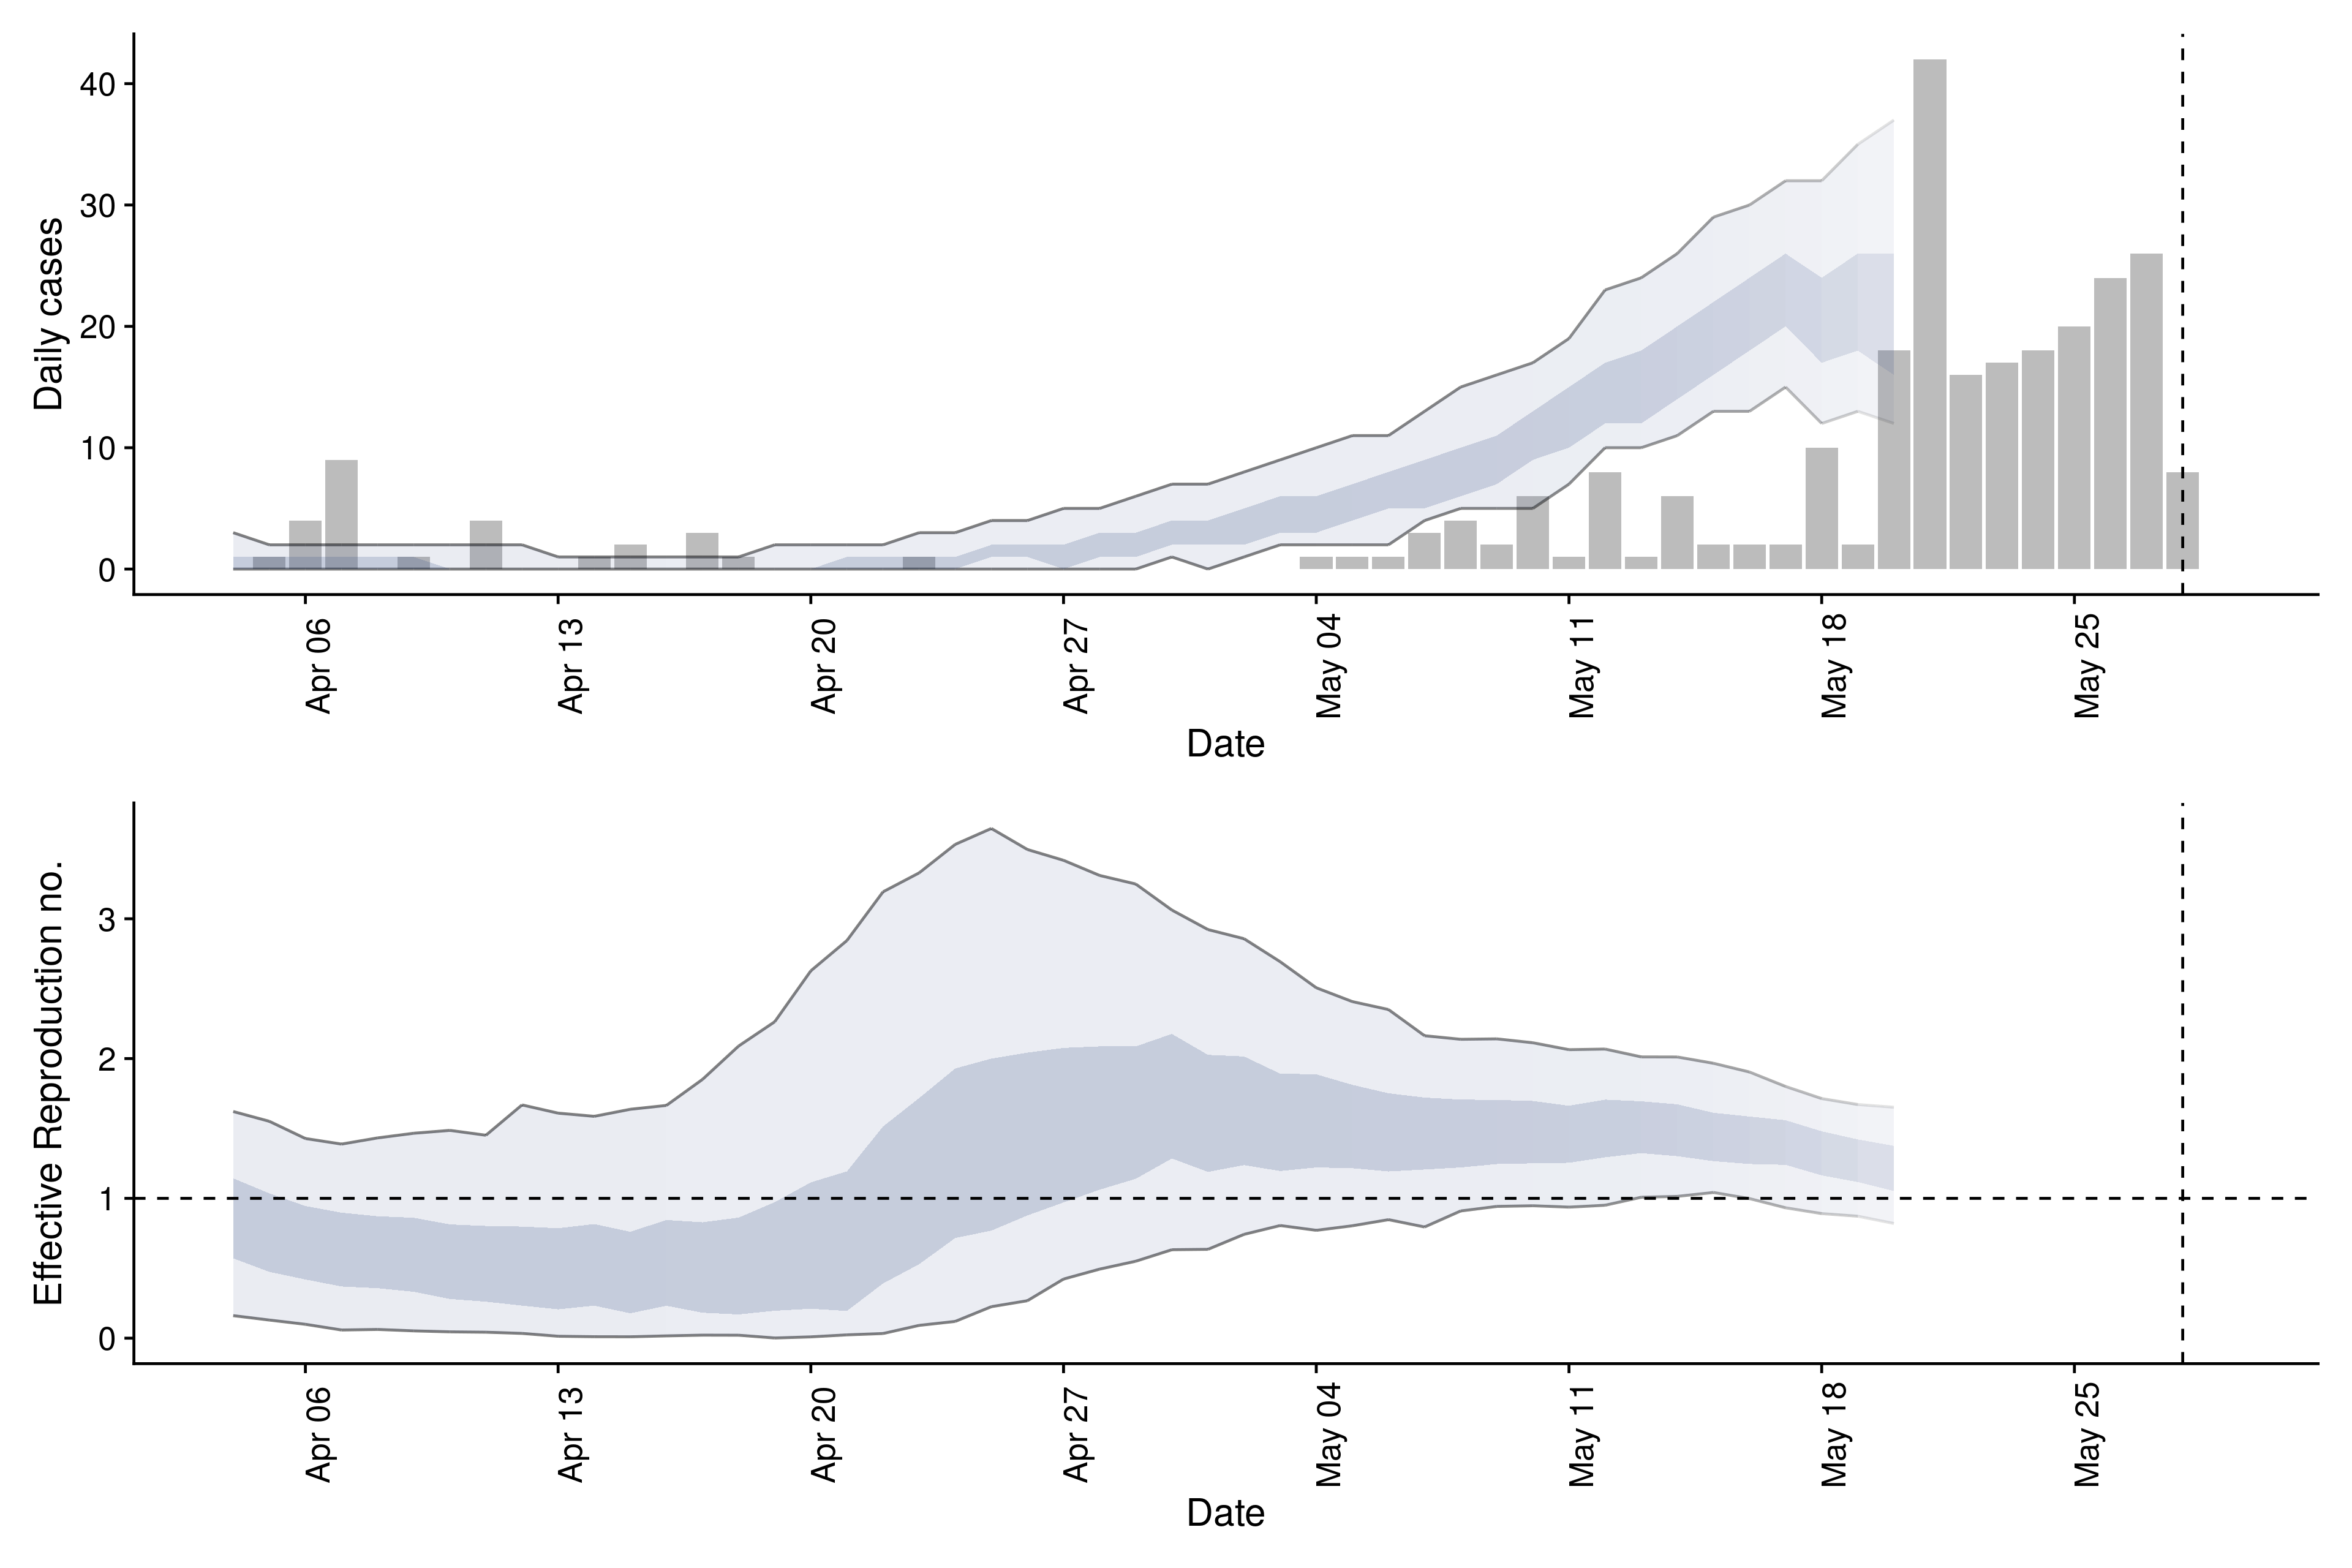 Daily cases
40
30
20
10
0
Apr 06
Apr 13
Apr 20
Apr 27
May 04
May 11
May 18
May 25
Date
Effective Reproduction no.
3
2
1
0
Apr 06
Apr 13
Apr 20
Apr 27
May 04
May 11
May 18
May 25
Date